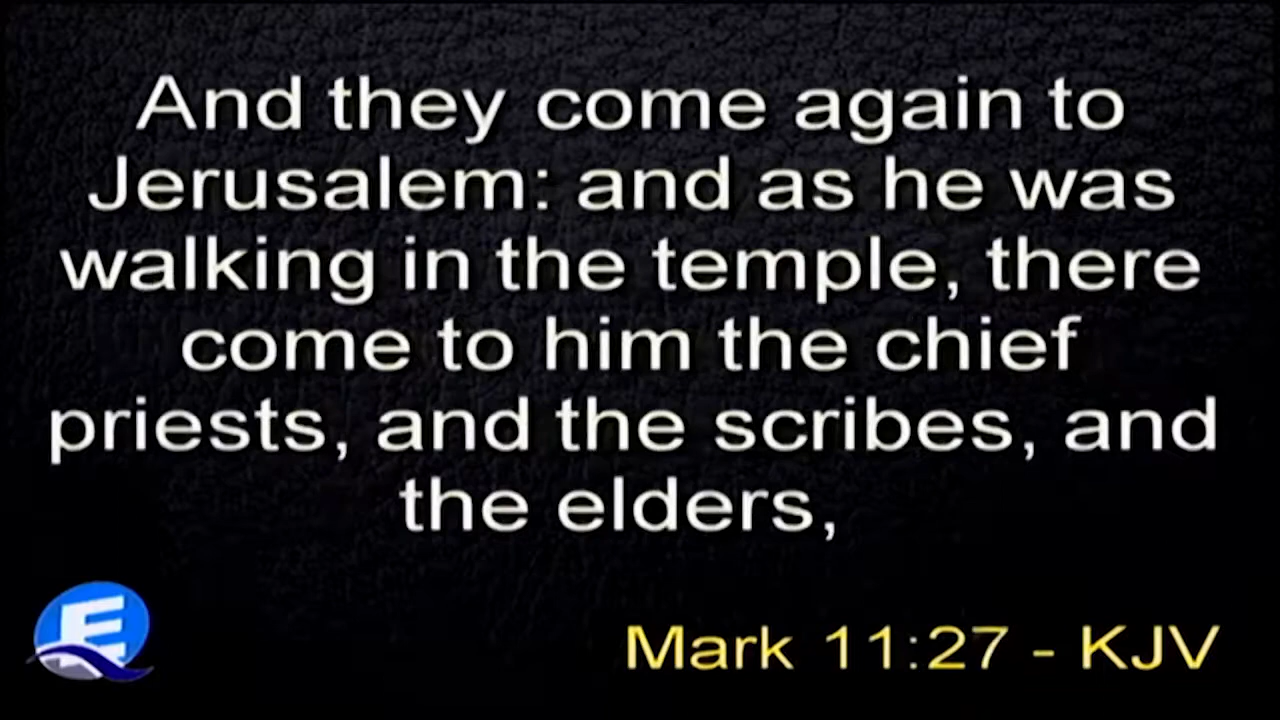 And they come again to
Jerusalem: and as he was
walking in the temple, there
come to him the chief
priests, and the scribes, and
the elders,
E
Mark 11:27 - KJV